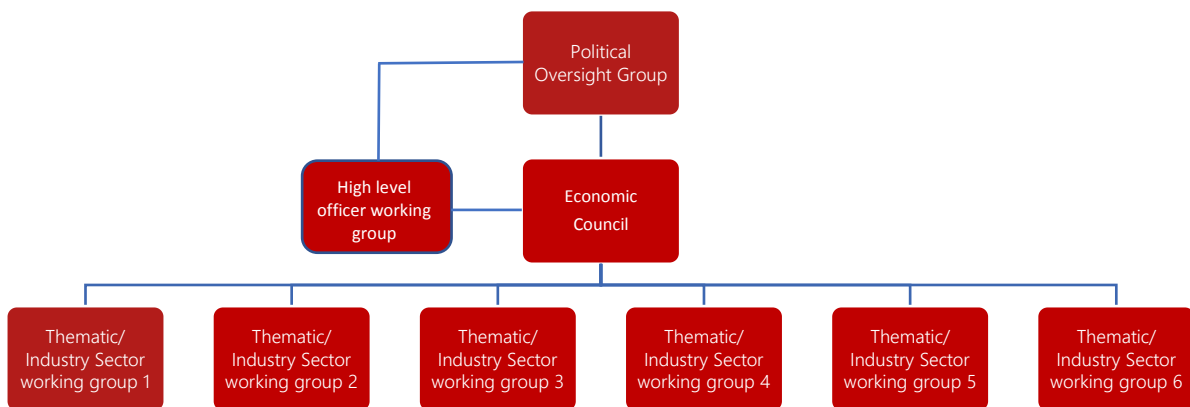 Political
Oversight Group
High level
officer working
group
Economic
Council
Thematic/
Industry Sector
working group 1
Thematic/
Industry Sector
working group 2
Thematic/
Industry Sector
working group 3
Thematic/
Industry Sector
working group 4
Thematic/
Industry Sector
working group 5
Thematic/
Industry Sector
working group 6